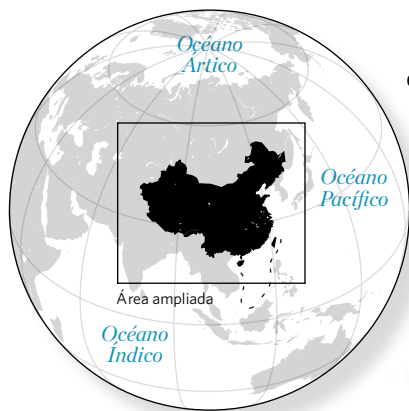 Océano
Ártico
Océano
Pacífico
Área ampliada
Océano
Índico